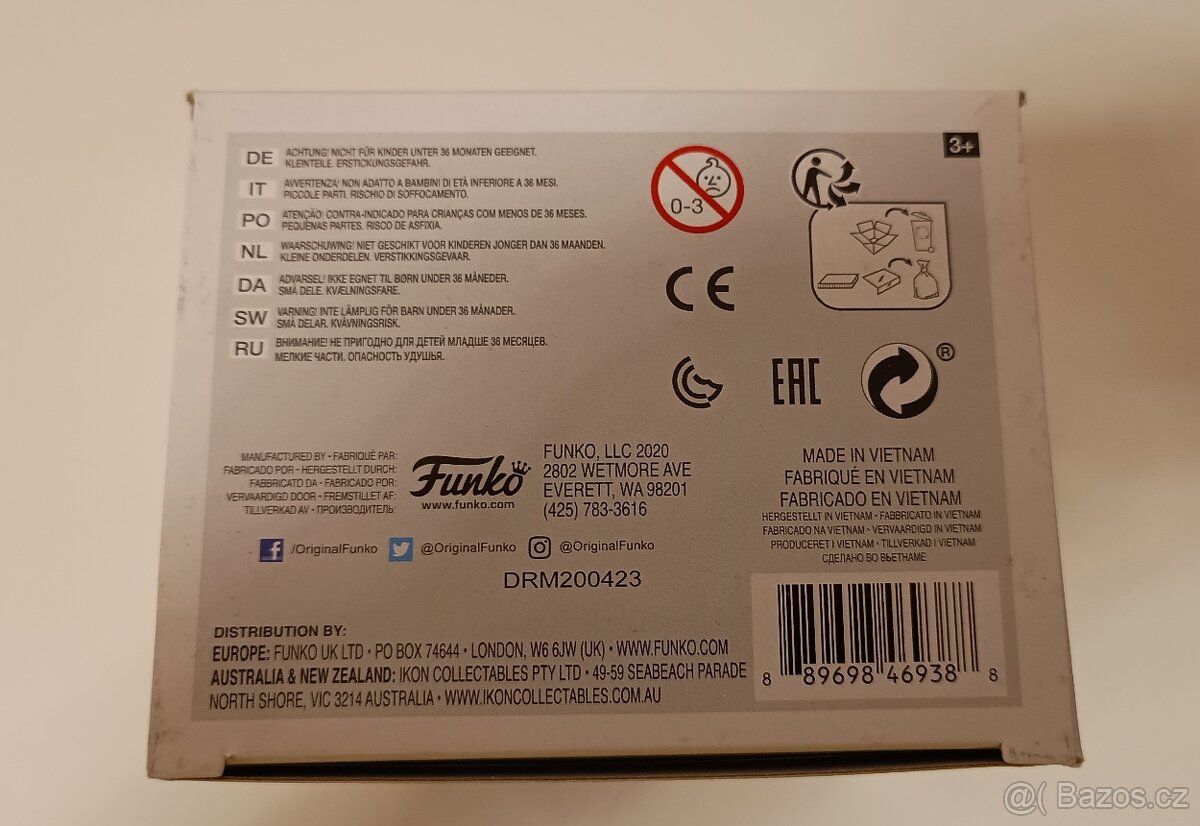 3+
DE ACHTUNG! NICHT FÜR KINDER UNTER 36 MONATEN GEEIGNET.
KLEINTEILE. ERSTICKUNGSGEFAHR.
IT AVVERTENZA! NON ADATTO A BAMBINI DI ETÀ INFERIORE A 36 MESI.
PICCOLE PARTI. RISCHIO DI SOFFOCAMENTO.
PO ATENÇÃO! CONTRA-INDICADO PARA CRIANÇAS COM MENOS DE 36 MESES.
PEQUENAS PARTES. RISCO DE ASFIXIA.
NL WAARSCHUWING! NIET GESCHIKT VOOR KINDEREN JONGER DAN 36 MAANDEN.
KLEINE ONDERDELEN. VERSTIKKINGSGEVAAR.
DA ADVARSEL! IKKE EGNET TIL BØRN UNDER 36 MÅNEDER.
SMÅ DELE. KVÆLNINGSFARE.
SW VARNING! INTE LÄMPLIG FÖR BARN UNDER 36 MÅNADER.
SMÅ DELAR. KVÄVNINGSRISK.
RU ВНИМАНИЕ! НЕ ПРИГОДНО ДЛЯ ДЕТЕЙ МЛАДШЕ 36 МЕСЯЦЕВ.
МЕЛКИЕ ЧАСТИ. ОПАСНОСТЬ УДУШЬЯ.
0-3
CE
EAC
®
MANUFACTURED BY • FABRIQUÉ PAR:
FABRICADO POR • HERGESTELLT DURCH:
FABBRICATO DA • FABRICADO POR:
VERVAARDIGD DOOR • FREMSTILLET AF:
TILLVERKAD AV • ПРОИЗВОДИТЕЛЬ:
Funko
www.funko.com
FUNKO, LLC 2020
2802 WETMORE AVE
EVERETT, WA 98201
(425) 783-3616
/OriginalFunko @OriginalFunko @OriginalFunko
DRM200423
MADE IN VIETNAM
FABRIQUÉ EN VIETNAM
FABRICADO EN VIETNAM
HERGESTELLT IN VIETNAM • FABBRICATO IN VIETNAM
FABRICADO NA VIETNAM • VERVAARDIGD IN VIETNAM
PRODUCERET I VIETNAM • TILLVERKAD I VIETNAM
СДЕЛАНО ВО ВЬЕТНАМЕ
DISTRIBUTION BY:
EUROPE: FUNKO UK LTD • PO BOX 74644 • LONDON, W6 6JW (UK) • WWW.FUNKO.COM
AUSTRALIA & NEW ZEALAND: IKON COLLECTABLES PTY LTD • 49-59 SEABEACH PARADE
NORTH SHORE, VIC 3214 AUSTRALIA • WWW.IKONCOLLECTABLES.COM.AU
8 89698 46938 8
@( Bazos.cz